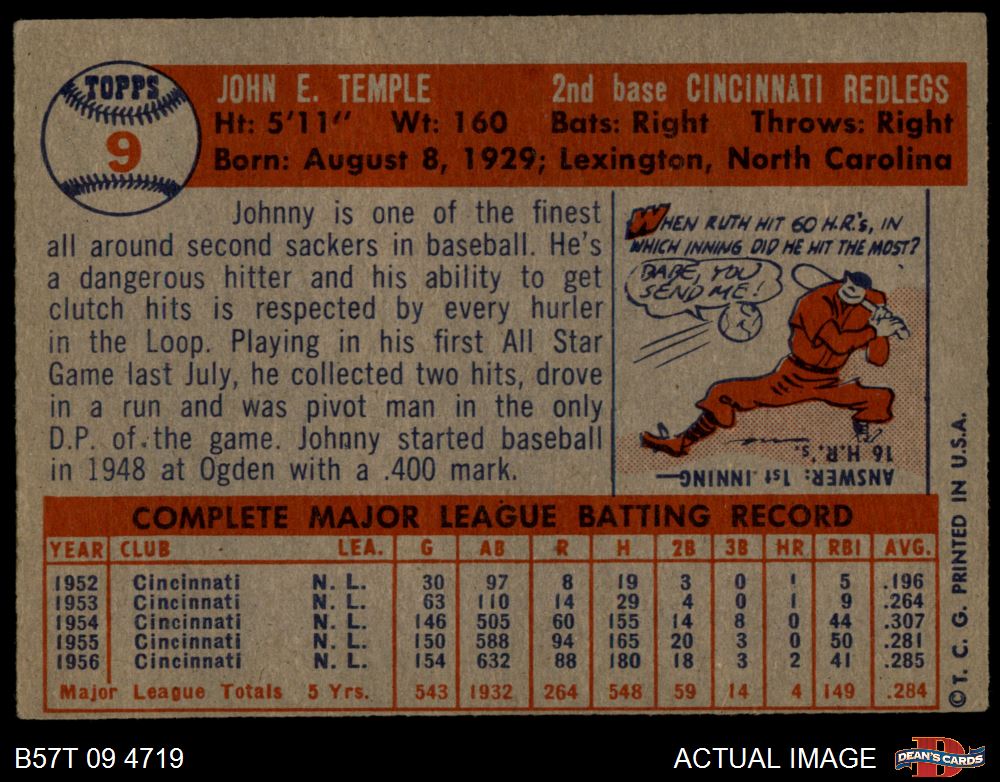 TOPPS
9
JOHN E. TEMPLE 2nd base CINCINNATI REDLEGS
Ht: 5'11" Wt: 160 Bats: Right Throws: Right
Born: August 8, 1929; Lexington, North Carolina
Johnny is one of the finest
all around second sackers in baseball. He's
a dangerous hitter and his ability to get
clutch hits is respected by every hurler
in the Loop. Playing in his first All Star
Game last July, he collected two hits, drove
in a run and was pivot man in the only
D.P. of the game. Johnny started baseball
in 1948 at Ogden with a .400 mark.
WHEN RUTH HIT 60 H.R.'s, IN
WHICH INNING DID HE HIT THE MOST?
BABE, YOU
SEND ME!
ANSWER: 1st INNING—
16 H.R.'s.
COMPLETE MAJOR LEAGUE BATTING RECORD
YEAR CLUB LEA. G AB R H 2B 3B HR RBI AVG.
1952 Cincinnati N. L. 30 97 8 19 3 0 1 5 .196
1953 Cincinnati N. L. 63 110 14 29 4 0 1 9 .264
1954 Cincinnati N. L. 146 505 60 155 14 8 0 44 .307
1955 Cincinnati N. L. 150 588 94 165 20 3 0 50 .281
1956 Cincinnati N. L. 154 632 88 180 18 3 2 41 .285
Major League Totals 5 Yrs. 543 1932 264 548 59 14 4 149 .284
©T. C. G. PRINTED IN U.S.A.
B57T 09 4719
ACTUAL IMAGE
D
DEAN'S CARDS